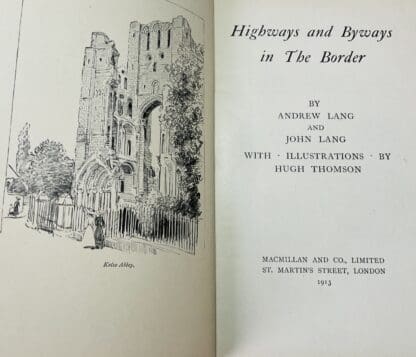 Kelso Abbey.
Highways and Byways
in The Border
BY
ANDREW LANG
AND
JOHN LANG
WITH · ILLUSTRATIONS · BY
HUGH THOMSON
MACMILLAN AND CO., LIMITED
ST. MARTIN'S STREET, LONDON
1913